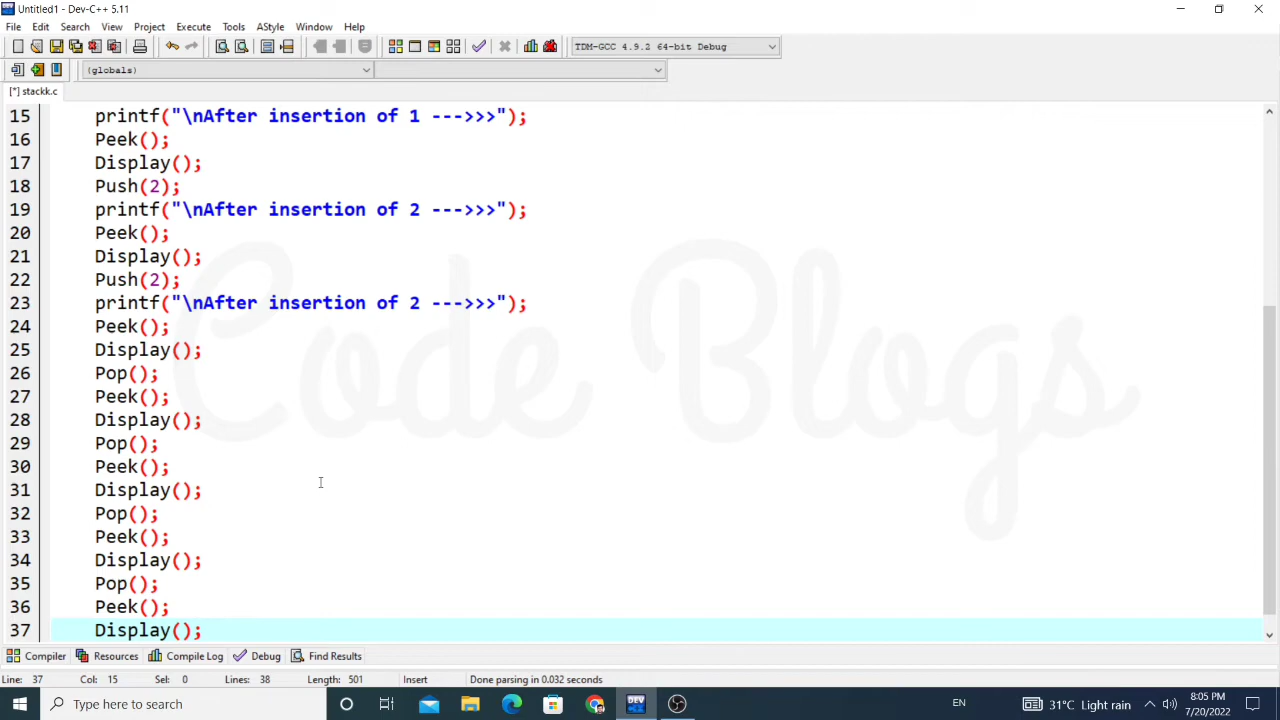 Untitled1 - Dev-C++ 5.11
File Edit Search View Project Execute Tools AStyle Window Help
TDM-GCC 4.9.2 64-bit Debug
(globals)
[*] stackk.c
15 printf("\nAfter insertion of 1 --->>>");
16 Peek();
17 Display();
18 Push(2);
19 printf("\nAfter insertion of 2 --->>>");
20 Peek();
21 Display();
22 Push(2);
23 printf("\nAfter insertion of 2 --->>>");
24 Peek();
25 Display();
26 Pop();
27 Peek();
28 Display();
29 Pop();
30 Peek();
31 Display();
32 Pop();
33 Peek();
34 Display();
35 Pop();
36 Peek();
37 Display();
Code Blogs
Compiler Resources Compile Log Debug Find Results
Line: 37 Col: 15 Sel: 0 Lines: 38 Length: 501 Insert Done parsing in 0.032 seconds
Type here to search
DEV
EN
31°C Light rain
8:05 PM
7/20/2022